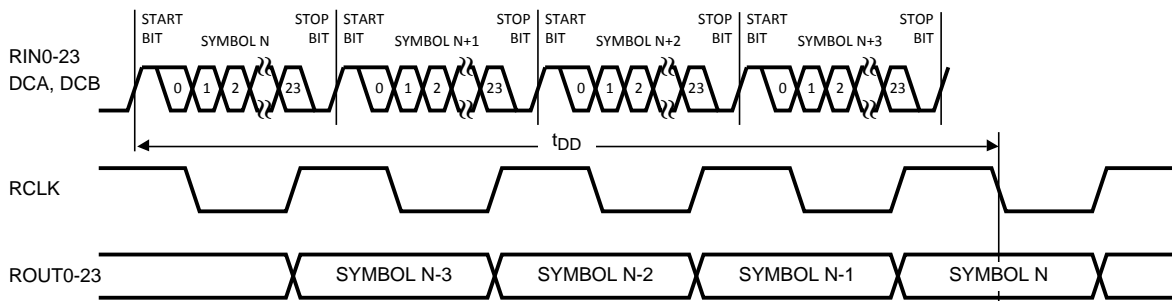 START STOP START STOP START STOP START STOP
BIT SYMBOL N BIT BIT SYMBOL N+1 BIT BIT SYMBOL N+2 BIT BIT SYMBOL N+3 BIT
RIN0-23
DCA, DCB
0 1 2 23 0 1 2 23 0 1 2 23 0 1 2 23
tDD
RCLK
ROUT0-23 SYMBOL N-3 SYMBOL N-2 SYMBOL N-1 SYMBOL N